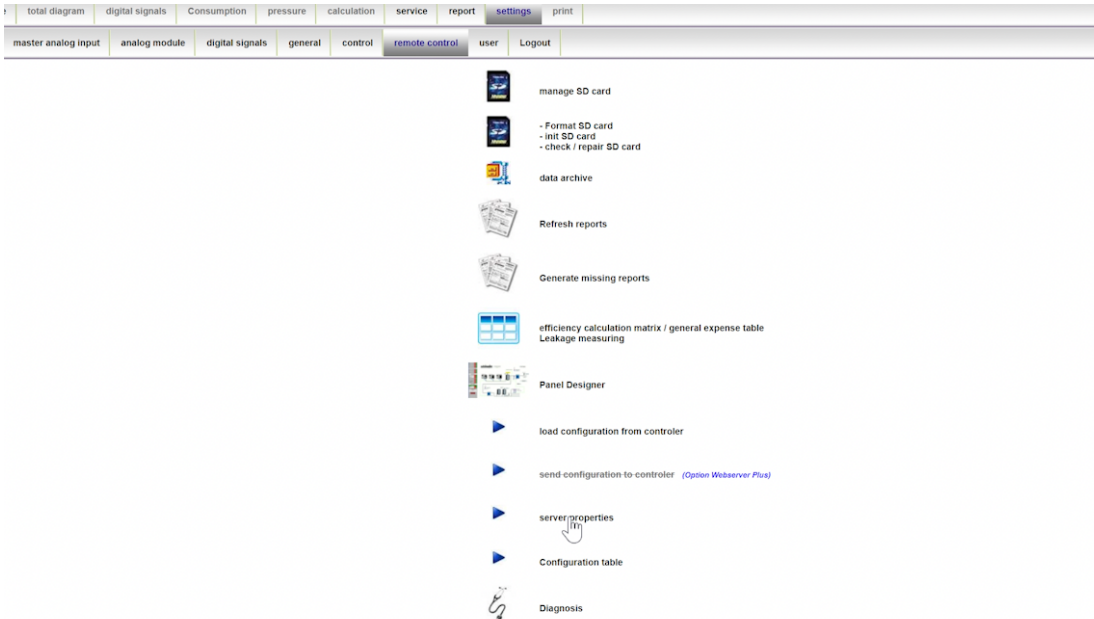 e total diagram digital signals Consumption pressure calculation service report settings print
master analog input analog module digital signals general control remote control user Logout
manage SD card
- Format SD card
- init SD card
- check / repair SD card
data archive
Refresh reports
Generate missing reports
efficiency calculation matrix / general expense table
Leakage measuring
Panel Designer
load configuration from controler
send configuration to controler (Option Webserver Plus)
server properties
Configuration table
Diagnosis